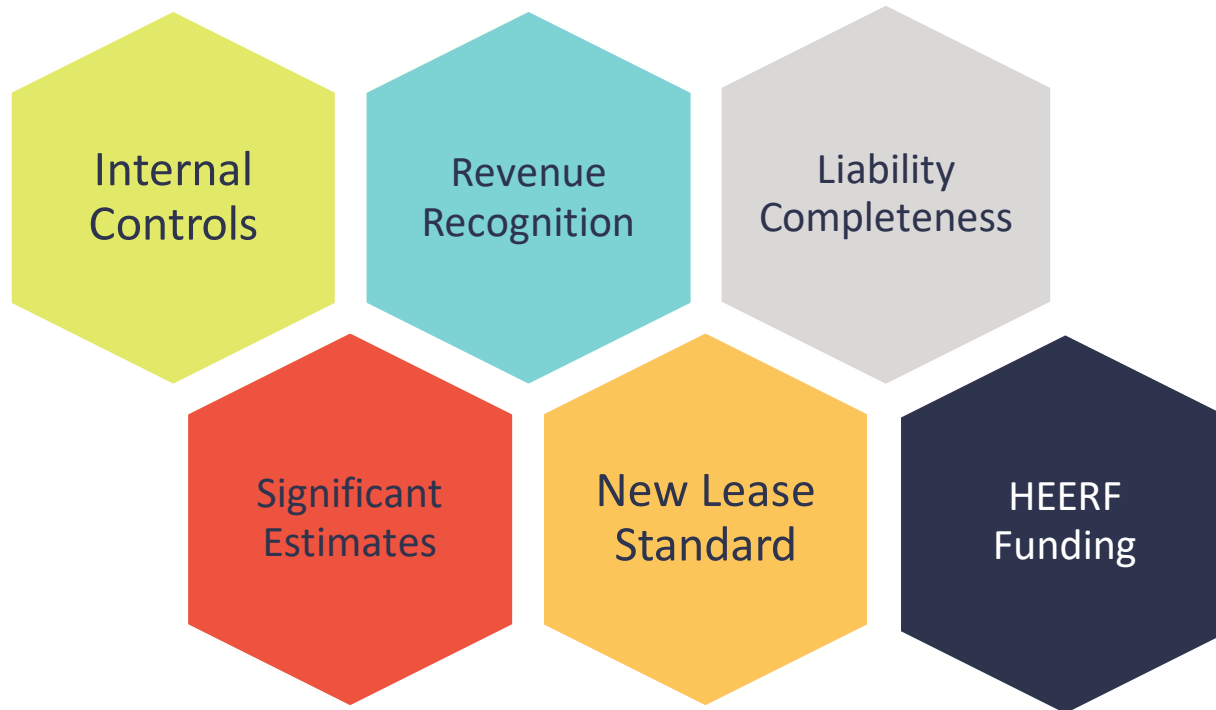 Internal
Controls
Revenue
Recognition
Liability
Completeness
Significant
Estimates
New Lease
Standard
HEERF
Funding